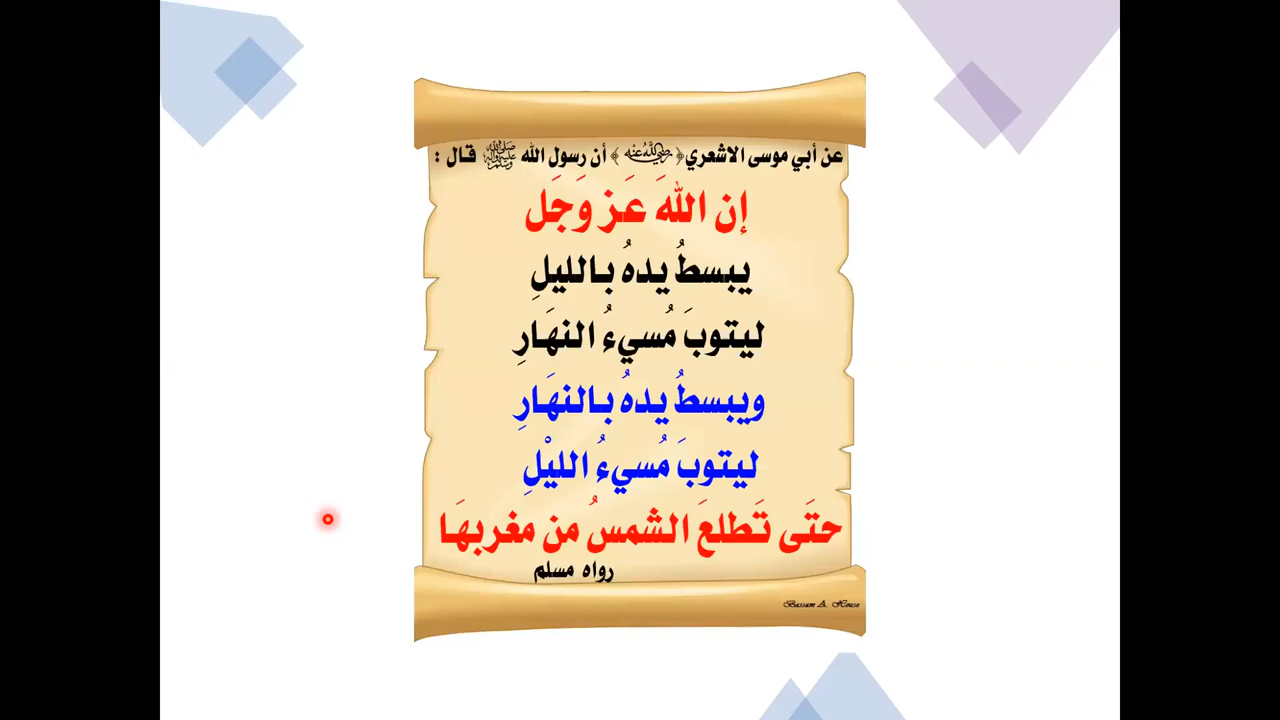 عن أبي موسى الاشعري ﴿رضي الله عنه﴾ أن رسول الله ﷺ قال :
إن اللهَ عَز وَجَل
يبسطُ يدهُ بالليلِ
ليتوبَ مُسيءُ النهَارِ
ويبسطُ يدهُ بالنهَارِ
ليتوبَ مُسيءُ الليْلِ
حتَى تَطلعَ الشمسُ من مغربهَا
رواه مسلم
Bassam A. Houso